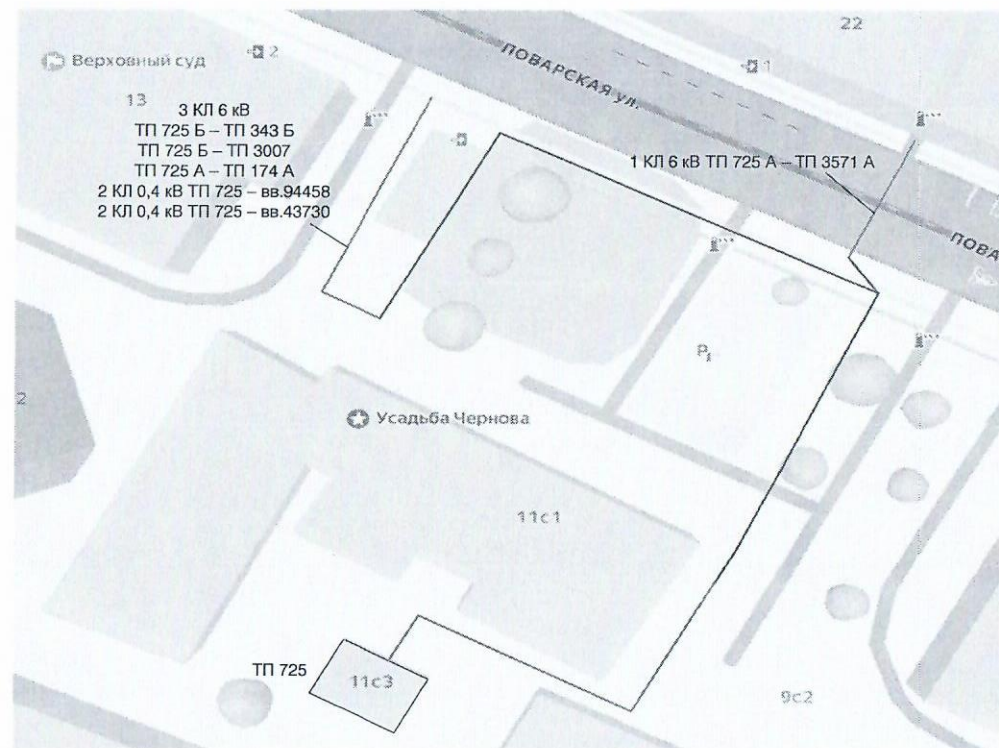 22
Верховный суд
2
13
ПОВАРСКАЯ ул.
1
3 КЛ 6 кВ
ТП 725 Б – ТП 343 Б
ТП 725 Б – ТП 3007
ТП 725 А – ТП 174 А
2 КЛ 0,4 кВ ТП 725 – вв.94458
2 КЛ 0,4 кВ ТП 725 – вв.43730
1 КЛ 6 кВ ТП 725 А – ТП 3571 А
ПОВА
2
Усадьба Чернова
11с1
ТП 725
11с3
9с2